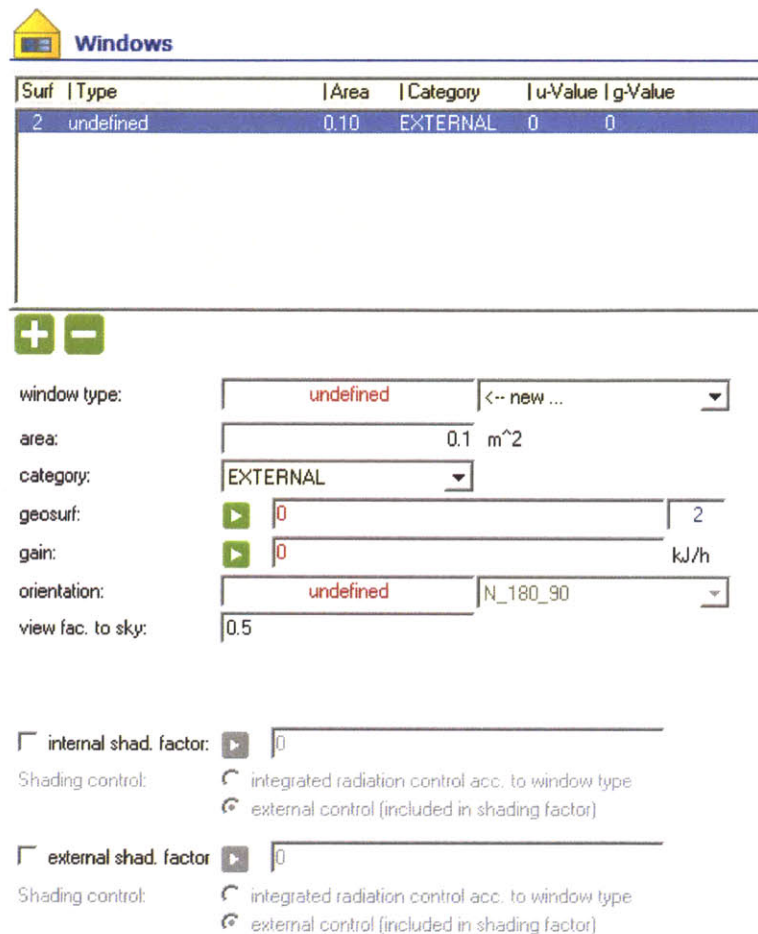 Windows
Surf | Type | Area | Category | u-Value | g-Value
2 undefined 0.10 EXTERNAL 0 0
window type: undefined <-- new ...
area: 0.1 m^2
category: EXTERNAL
geosurf: 0 2
gain: 0 kJ/h
orientation: undefined N_180_90
view fac. to sky: 0.5
internal shad. factor: 0
Shading control: integrated radiation control acc. to window type
external control (included in shading factor)
external shad. factor 0
Shading control: integrated radiation control acc. to window type
external control (included in shading factor)